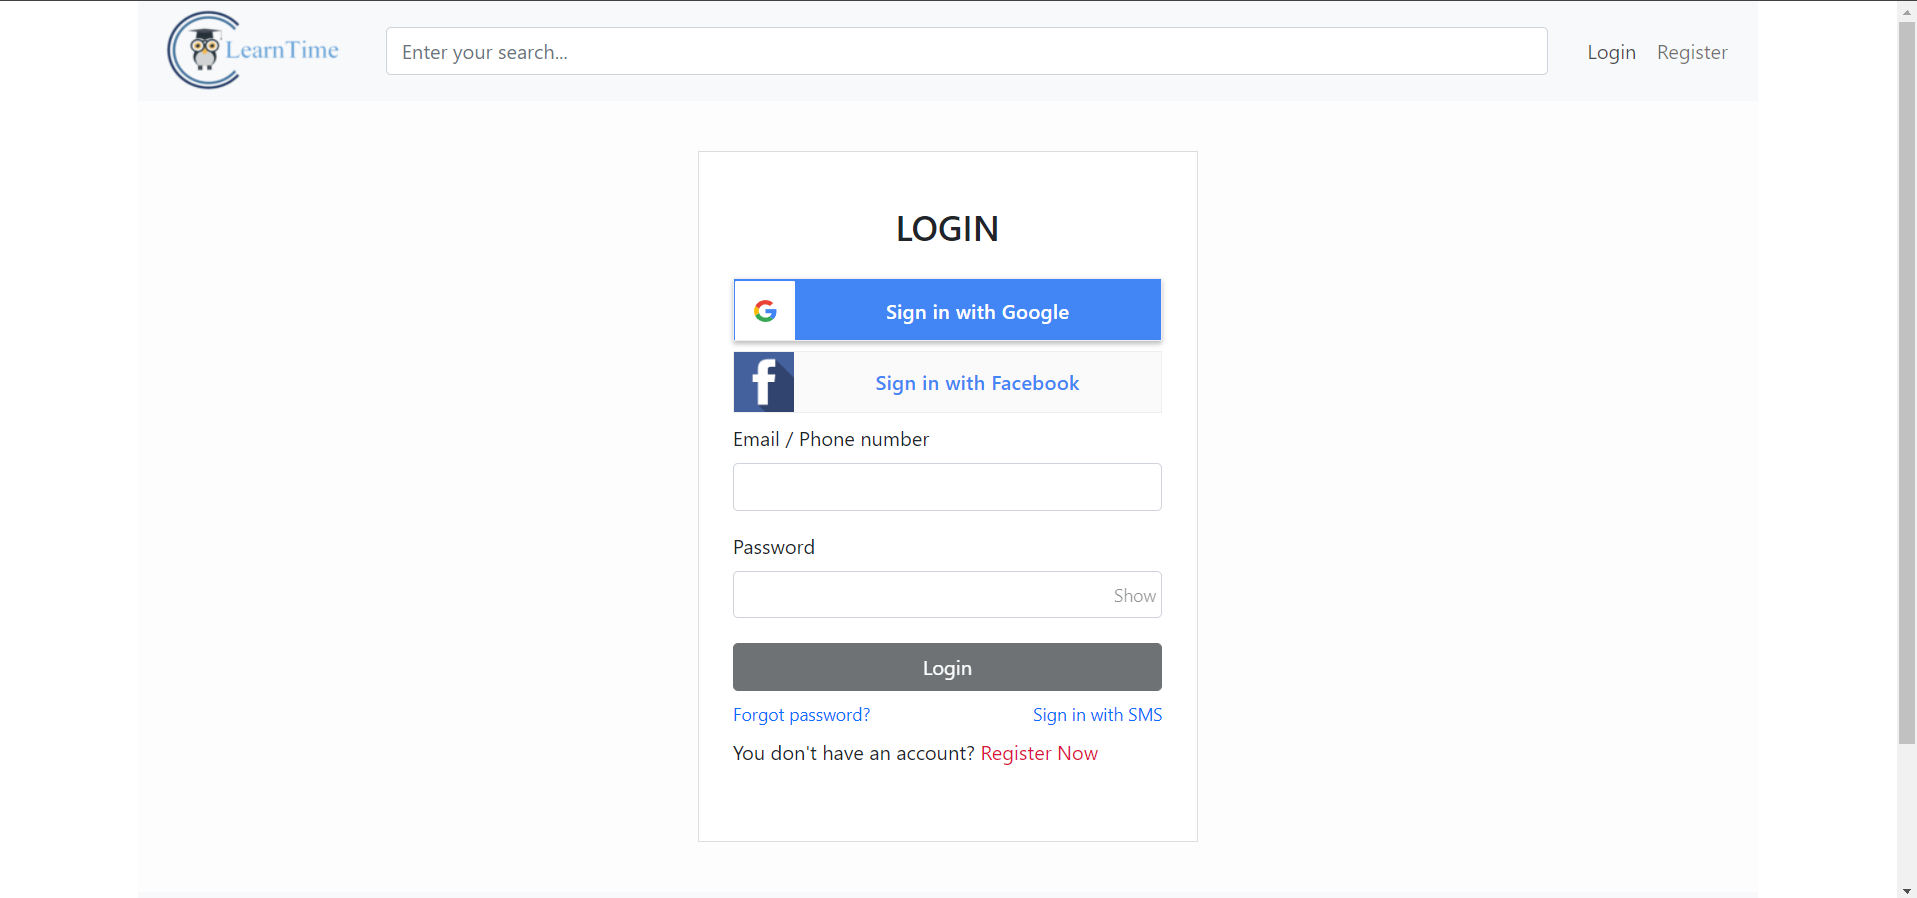 LearnTime
Enter your search...
Login Register
LOGIN
Sign in with Google
Sign in with Facebook
Email / Phone number
Password
Show
Login
Forgot password? Sign in with SMS
You don't have an account? Register Now